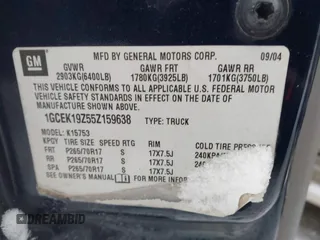 GM
MFD BY GENERAL MOTORS CORP. 09/04
GVWR GAWR FRT GAWR RR
2903KG(6400LB) 1780KG(3925LB) 1701KG(3750LB)
THIS VEHICLE CONFORMS TO ALL APPLICABLE U.S. FEDERAL MOTOR
VEHICLE SAFETY STANDARDS IN EFFECT ON THE DATE OF
MANUFACTURE SHOWN ABOVE.
1GCEK19Z55Z159638 TYPE: TRUCK
MODEL: K15753
KPOY TIRE SIZE SPEED RTG RIM COLD TIRE PRESSURE
FRT P265/70R17 S 17X7.5J
RR P265/70R17 S 17X7.5J
SPA P265/70R17 S 17X7.5J
SEE OWNER'S MANUAL
DREAMBID